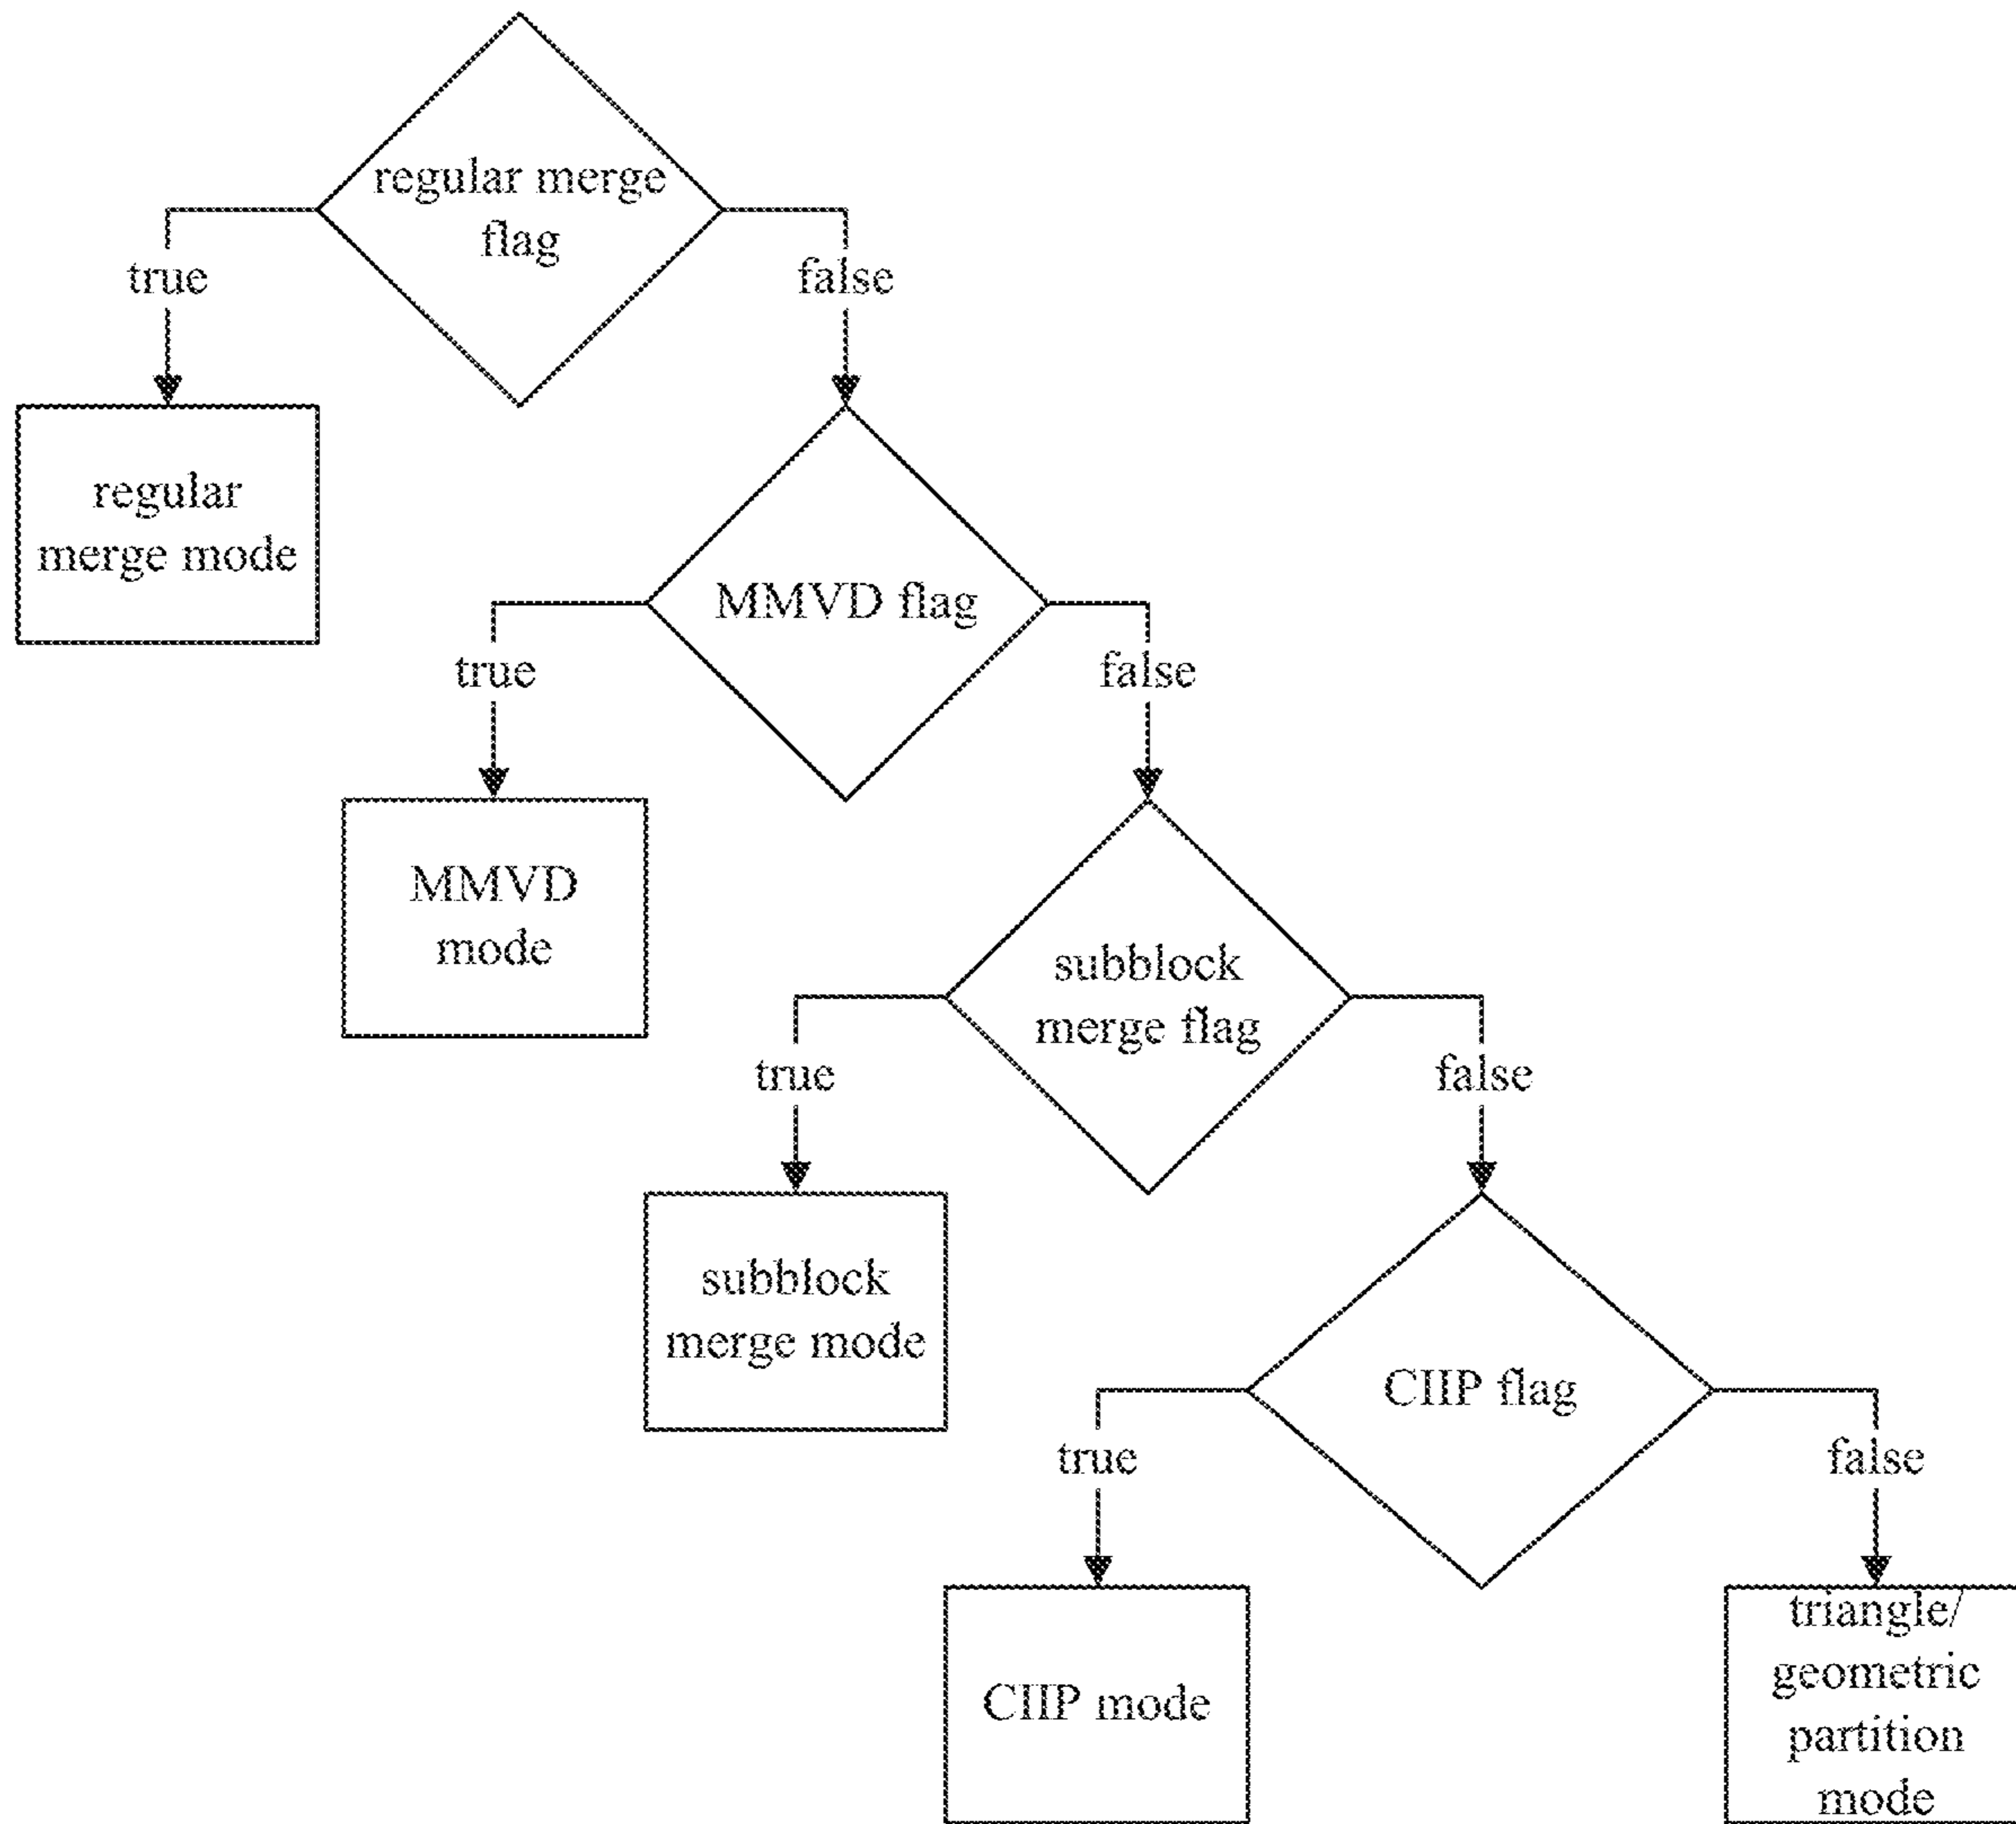 regular merge
flag
true
false
regular
merge mode
MMVD flag
true
false
MMVD
mode
subblock
merge flag
true
false
subblock
merge mode
CIIP flag
true
false
CIIP mode
triangle/
geometric
partition
mode